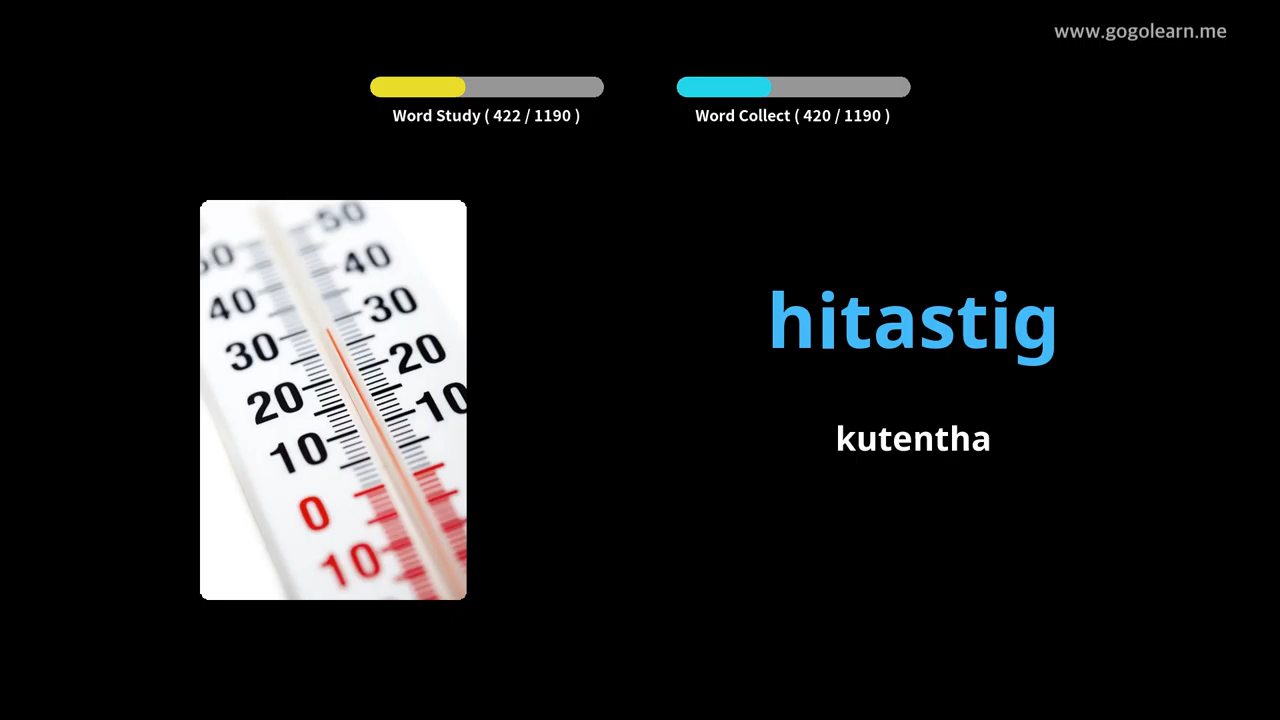 www.gogolearn.me
Word Study ( 422 / 1190 )
Word Collect ( 420 / 1190 )
50
50
40
40
30
30
20
20
10
10
0
10
hitastig
kutentha